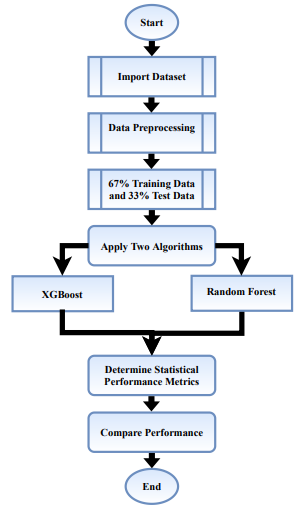 Start
Import Dataset
Data Preprocessing
67% Training Data
and 33% Test Data
Apply Two Algorithms
XGBoost
Random Forest
Determine Statistical
Performance Metrics
Compare Performance
End